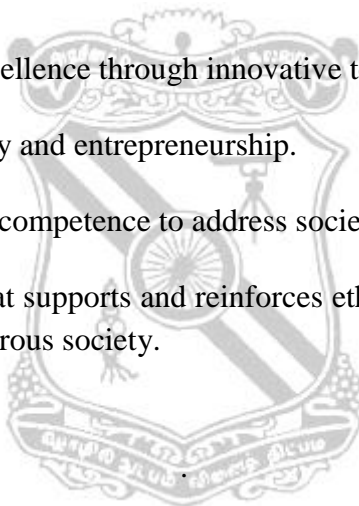 ellence through innovative t
y and entrepreneurship.
competence to address socie
at supports and reinforces eth
rous society.
.